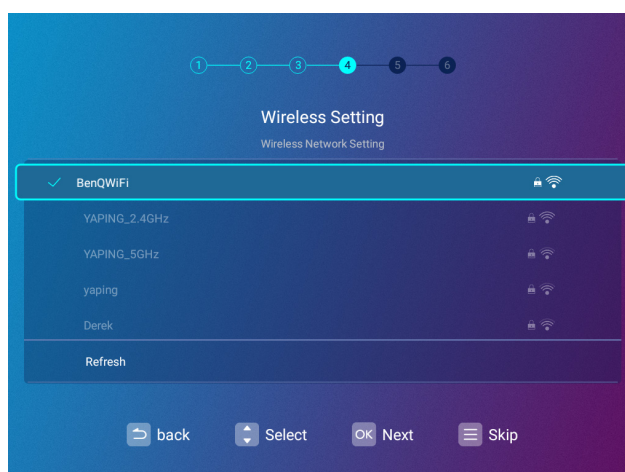 1 2 3 4 5 6
Wireless Setting
Wireless Network Setting
BenQWiFi
YAPING_2.4GHz
YAPING_5GHz
yaping
Derek
Refresh
back Select OK Next Skip